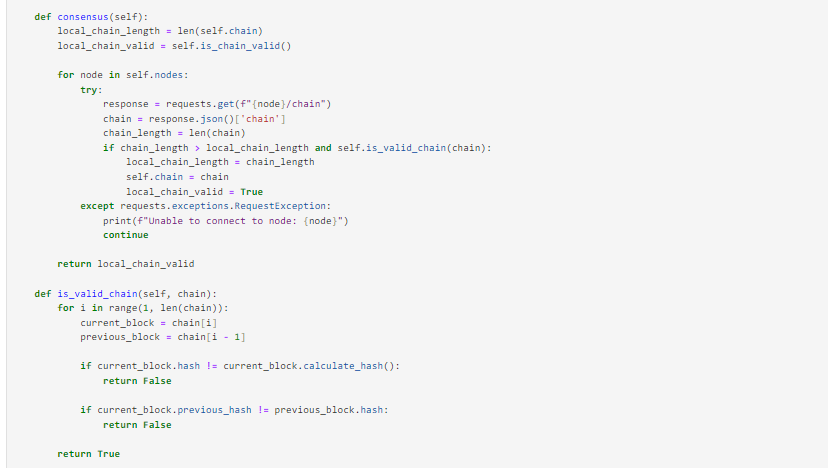 def consensus(self):
    local_chain_length = len(self.chain)
    local_chain_valid = self.is_chain_valid()

    for node in self.nodes:
        try:
            response = requests.get(f"{node}/chain")
            chain = response.json()['chain']
            chain_length = len(chain)
            if chain_length > local_chain_length and self.is_valid_chain(chain):
                local_chain_length = chain_length
                self.chain = chain
                local_chain_valid = True
        except requests.exceptions.RequestException:
            print(f"Unable to connect to node: {node}")
            continue

    return local_chain_valid

def is_valid_chain(self, chain):
    for i in range(1, len(chain)):
        current_block = chain[i]
        previous_block = chain[i - 1]

        if current_block.hash != current_block.calculate_hash():
            return False

        if current_block.previous_hash != previous_block.hash:
            return False

    return True